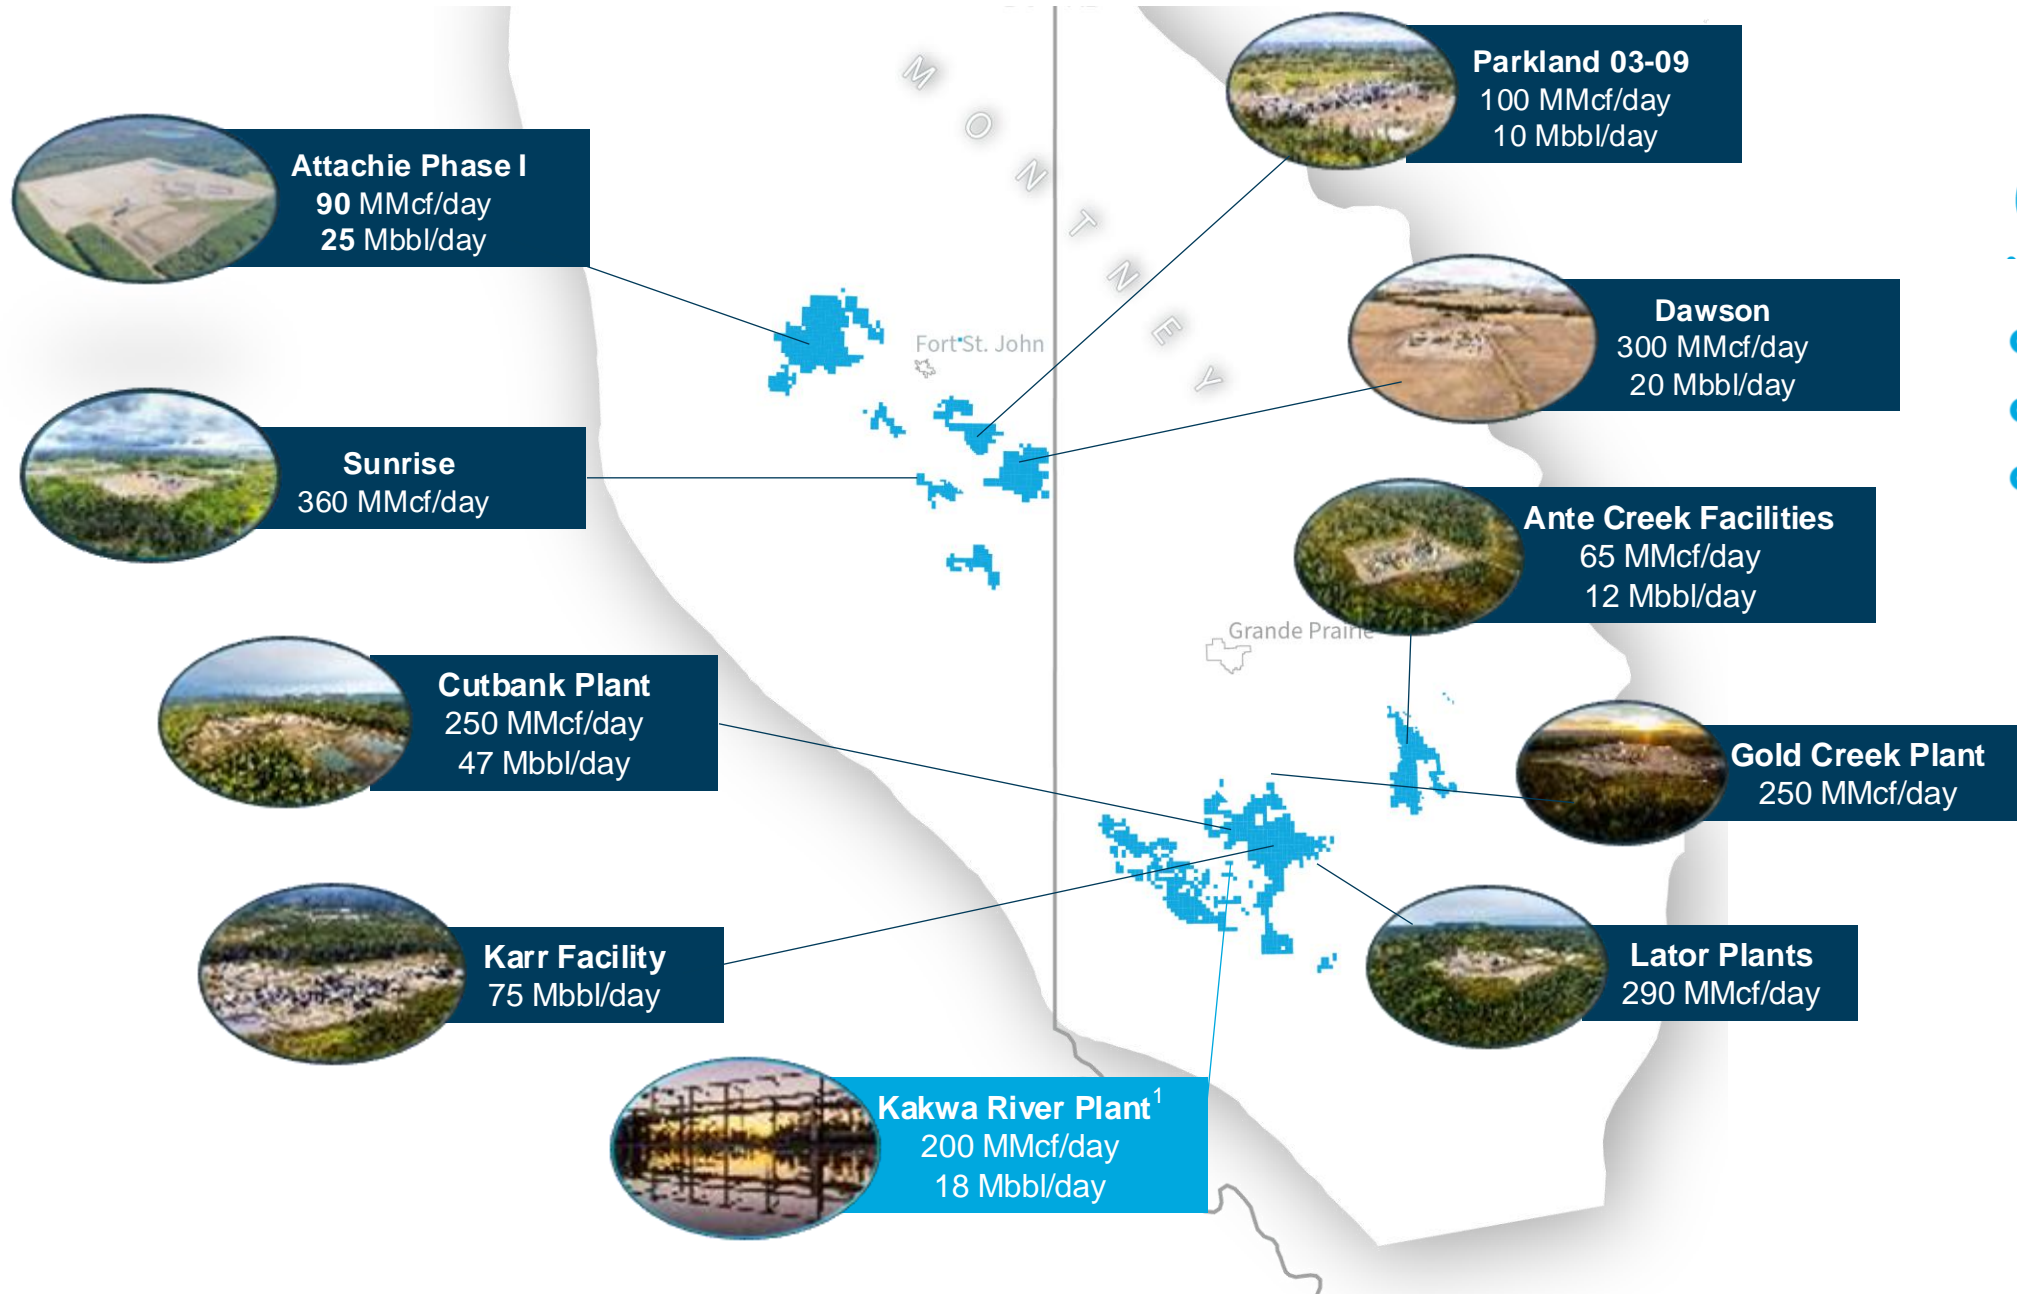 MONTNEY
Parkland 03-09
100 MMcf/day
10 Mbbl/day
Attachie Phase I
90 MMcf/day
25 Mbbl/day
Dawson
300 MMcf/day
20 Mbbl/day
Fort St. John
Sunrise
360 MMcf/day
Ante Creek Facilities
65 MMcf/day
12 Mbbl/day
Grande Prairie
Cutbank Plant
250 MMcf/day
47 Mbbl/day
Gold Creek Plant
250 MMcf/day
Karr Facility
75 Mbbl/day
Lator Plants
290 MMcf/day
Kakwa River Plant¹
200 MMcf/day
18 Mbbl/day